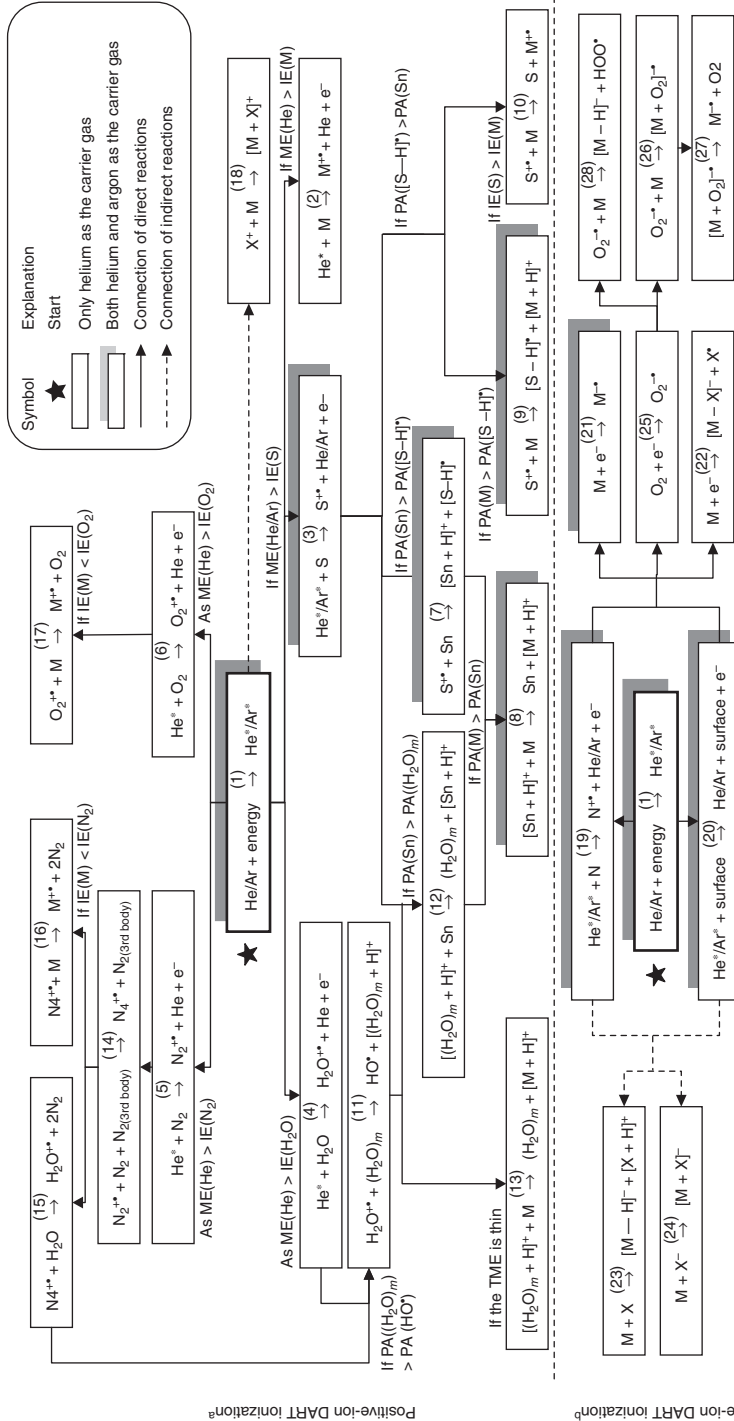 Symbol Explanation
Start
Only helium as the carrier gas
Both helium and argon as the carrier gas
Connection of direct reactions
Connection of indirect reactions
Positive-ion DART ionizationᵃ
N4⁺• + H₂O (15) → H₂O⁺• + 2N₂
N4⁺• + M (16) → M⁺• + 2N₂
If IE(M) < IE(N₂)
N₂⁺• + N₂ + N₂(3rd body) (14) → N₄⁺• + N₂(3rd body)
He* + N₂ (5) → N₂⁺• + He + e⁻
As ME(He) > IE(N₂)
O₂⁺• + M (17) → M⁺• + O₂
If IE(M) < IE(O₂)
He* + O₂ (6) → O₂⁺• + He + e⁻
As ME(He) > IE(O₂)
He/Ar + energy (1) → He*/Ar*
X⁺ + M (18) → [M + X]⁺
As ME(He) > IE(H₂O)
He* + H₂O (4) → H₂O⁺• + He + e⁻
If PA((H₂O)ₘ) > PA (HO•)
H₂O⁺• + (H₂O)ₘ (11) → HO• + [(H₂O)ₘ + H]⁺
If ME(He/Ar) > IE(S)
He*/Ar* + S (3) → S⁺• + He/Ar + e-
If ME(He) > IE(M)
He* + M (2) → M⁺• + He + e⁻
If the TME is thin
[(H₂O)ₘ + H]⁺ + M (13) → (H₂O)ₘ + [M + H]⁺
If PA(Sn) > PA((H₂O)ₘ)
[(H₂O)ₘ + H]⁺ + Sn (12) → (H₂O)ₘ + [Sn + H]⁺
If PA(Sn) > PA([S–H]•)
S⁺• + Sn (7) → [Sn + H]⁺ + [S–H]•
If PA(M) > PA(Sn)
[Sn + H]⁺ + M (8) → Sn + [M + H]⁺
If PA([S—H]•) >PA(Sn)
If PA(M) > PA([S –H]•)
S⁺• + M (9) → [S – H]• + [M + H]⁺
If IE(S) > IE(M)
S⁺• + M (10) → S + M⁺•
e-ion DART ionizationᵇ
M + X (23) → [M — H]⁻ + [X + H]⁺
M + X⁻ (24) → [M + X]⁻
He*/Ar* + N (19) → N⁺• + He/Ar + e⁻
He/Ar + energy (1) → He*/Ar*
He*/Ar* + surface (20) → He/Ar + surface + e⁻
M + e⁻ (21) → M⁻•
O₂ + e⁻ (25) → O₂⁻•
M + e⁻ (22) → [M – X]⁻ + X•
O₂⁻• + M (28) → [M – H]⁻ + HOO•
O₂⁻• + M (26) → [M + O₂]⁻•
[M + O₂]⁻• (27) → M⁻• + O2